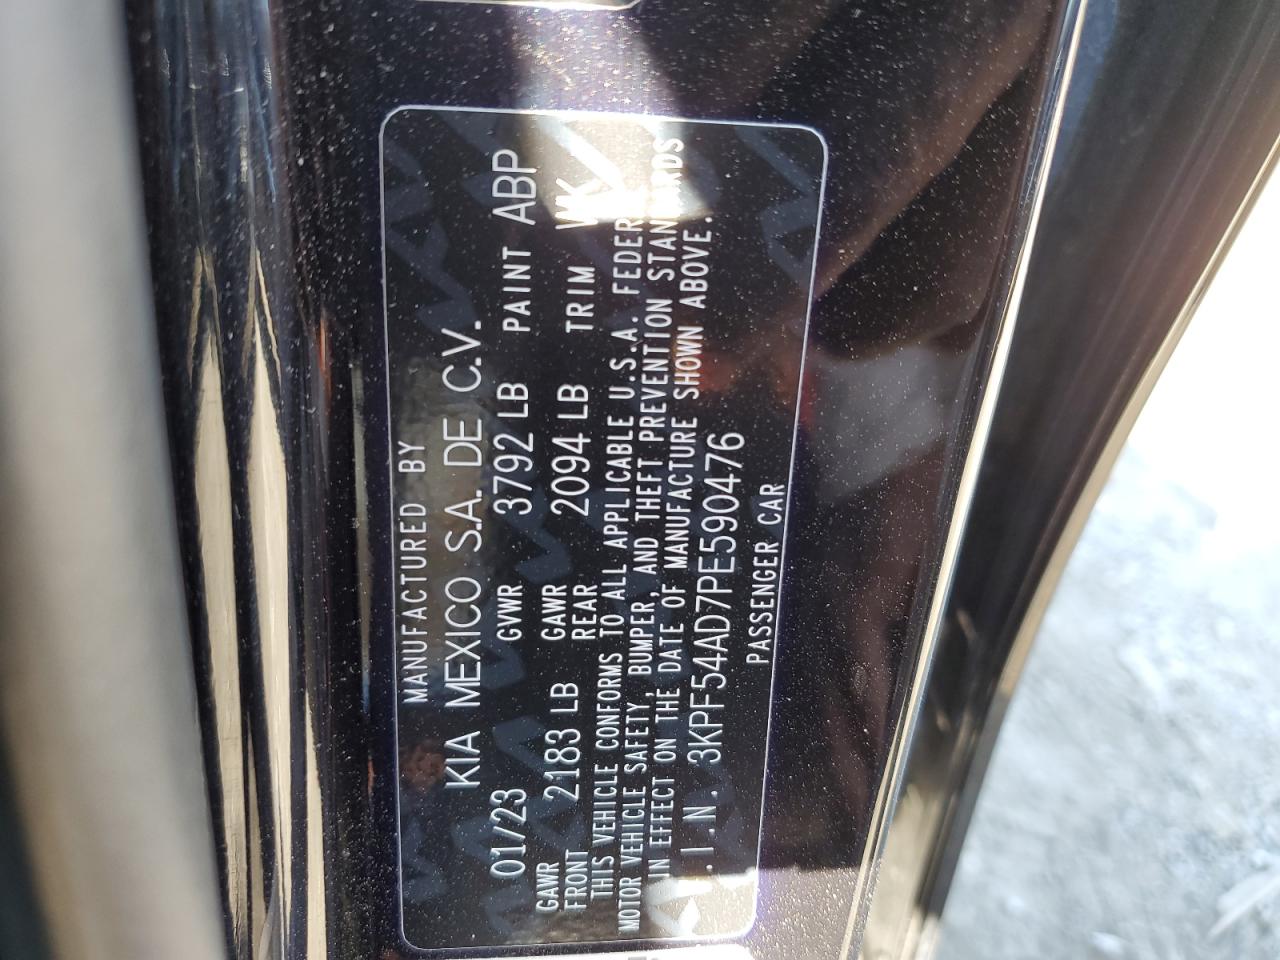 MANUFACTURED BY
KIA MEXICO S.A. DE C.V.
01/23 GVWR 3792 LB PAINT ABP
GAWR FRONT 2183 LB GAWR REAR 2094 LB TRIM WK
THIS VEHICLE CONFORMS TO ALL APPLICABLE U.S.A. FEDER
MOTOR VEHICLE SAFETY, BUMPER, AND THEFT PREVENTION STANDARDS
IN EFFECT ON THE DATE OF MANUFACTURE SHOWN ABOVE.
V.I.N. 3KPF54AD7PE590476
PASSENGER CAR